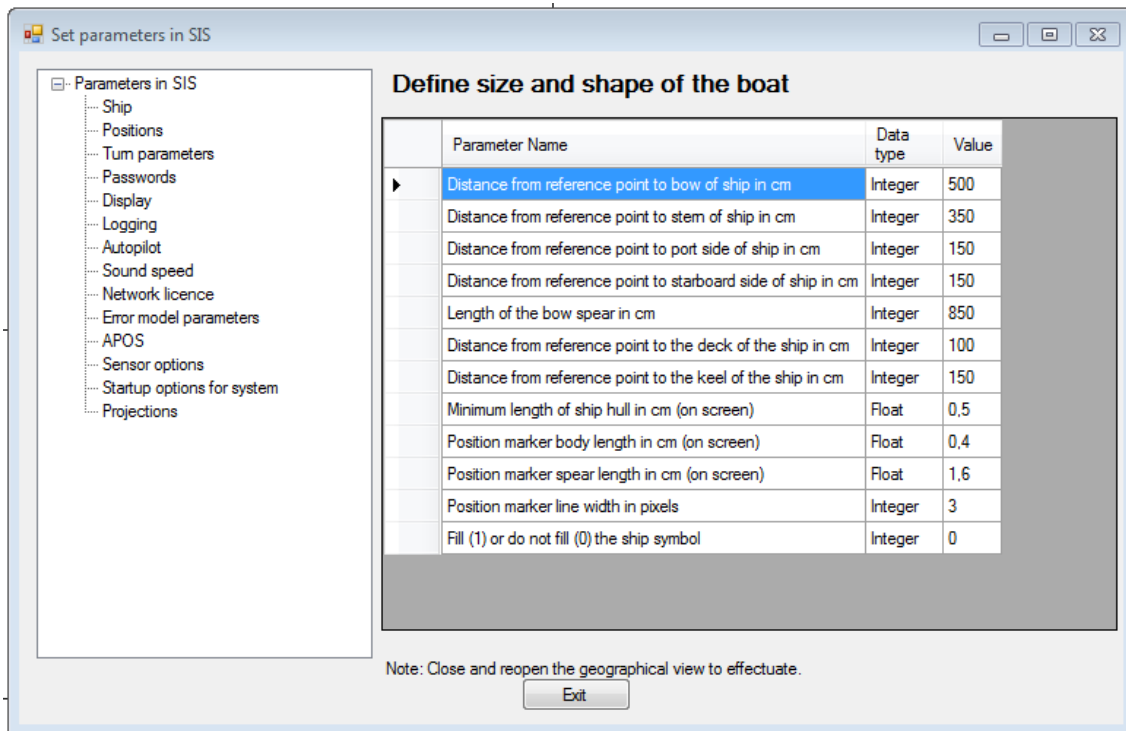 Set parameters in SIS
Parameters in SIS
Ship
Positions
Turn parameters
Passwords
Display
Logging
Autopilot
Sound speed
Network licence
Error model parameters
APOS
Sensor options
Startup options for system
Projections
Define size and shape of the boat
Parameter Name Data type Value
Distance from reference point to bow of ship in cm Integer 500
Distance from reference point to stern of ship in cm Integer 350
Distance from reference point to port side of ship in cm Integer 150
Distance from reference point to starboard side of ship in cm Integer 150
Length of the bow spear in cm Integer 850
Distance from reference point to the deck of the ship in cm Integer 100
Distance from reference point to the keel of the ship in cm Integer 150
Minimum length of ship hull in cm (on screen) Float 0,5
Position marker body length in cm (on screen) Float 0,4
Position marker spear length in cm (on screen) Float 1,6
Position marker line width in pixels Integer 3
Fill (1) or do not fill (0) the ship symbol Integer 0
Note: Close and reopen the geographical view to effectuate.
Exit